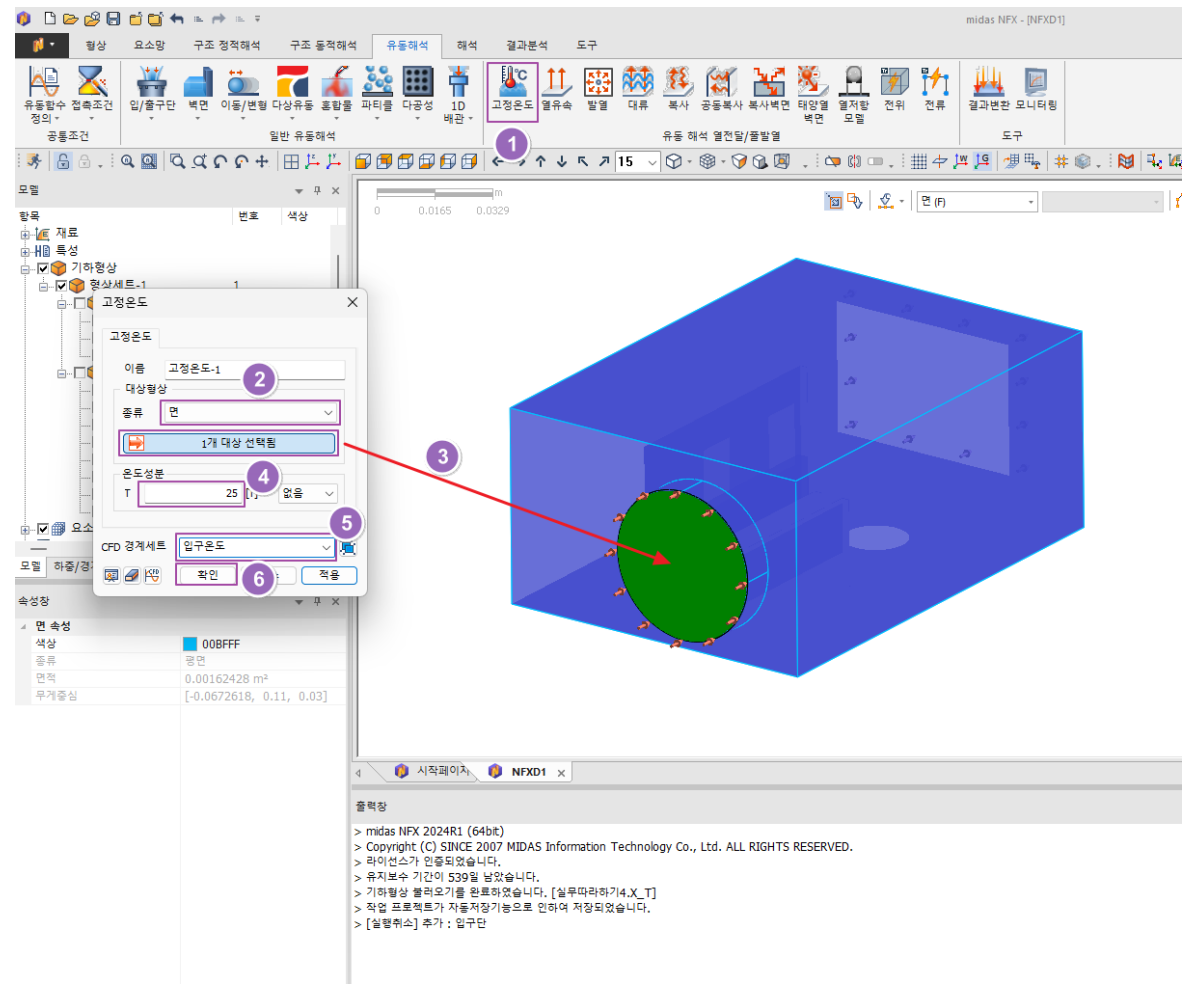 midas NFX - [NFXD1]
형상 요소망 구조 정적해석 구조 동적해석 유동해석 해석 결과분석 도구
유동함수 정의 접촉조건 입/출구단 벽면 이동/변형 다상유동 혼합물 파티클 다공성 1D 배관 고정온도 열유속 발열 대류 복사 공동복사 복사벽면 태양열 벽면 열저항 모델 전위 전류 결과변환 모니터링
공통조건 일반 유동해석 유동 해석 열전달/줄발열 도구
1
15
모델
항목 번호 색상
재료
특성
기하형상
형상세트-1 1
요소
모델 하중/경
m
0 0.0165 0.0329
면 (F)
고정온도
고정온도
이름 고정온도-1
2
대상형상
종류 면
1개 대상 선택됨
3
온도성분
4
T 25 [T] 없음
5
CFD 경계세트 입구온도
확인 6 적용
속성창
면 속성
색상 00BFFF
종류 평면
면적 0.00162428 m²
무게중심 [-0.0672618, 0.11, 0.03]
시작페이지 NFXD1
출력창
> midas NFX 2024R1 (64bit)
> Copyright (C) SINCE 2007 MIDAS Information Technology Co., Ltd. ALL RIGHTS RESERVED.
> 라이선스가 인증되었습니다.
> 유지보수 기간이 539일 남았습니다.
> 기하형상 불러오기를 완료하였습니다. [실무따라하기4.X_T]
> 작업 프로젝트가 자동저장기능으로 인하여 저장되었습니다.
> [실행취소] 추가 : 입구단